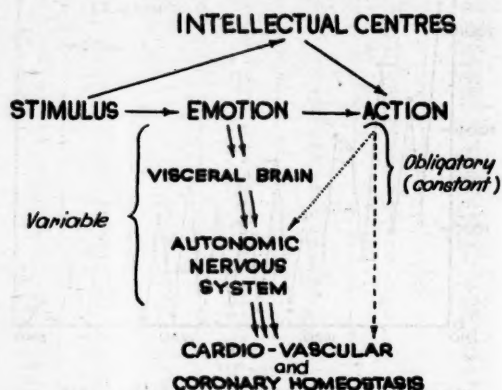 INTELLECTUAL CENTRES
STIMULUS EMOTION ACTION
Obligatory
(constant)
VISCERAL BRAIN
Variable
AUTONOMIC
NERVOUS
SYSTEM
CARDIO-VASCULAR
and
CORONARY HOMEOSTASIS